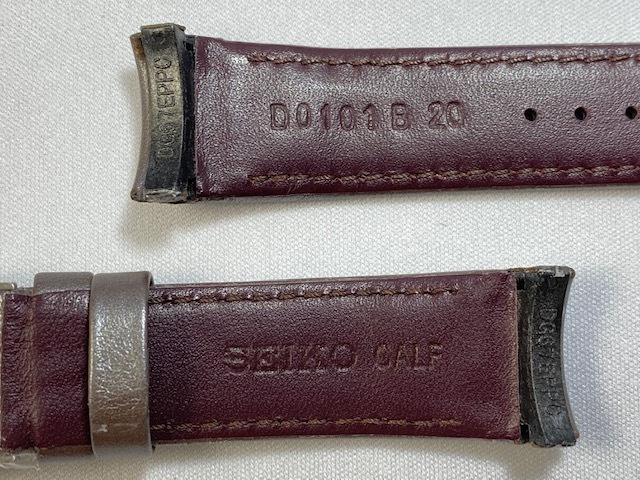 DG67EPPC
D0101B 20
SEIKO CALF
DG67EPPC